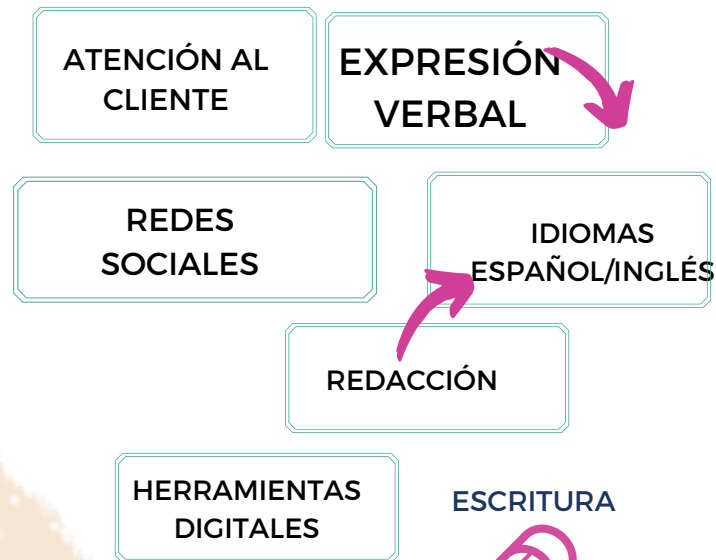 ATENCIÓN AL
CLIENTE
EXPRESIÓN
VERBAL
REDES
SOCIALES
IDIOMAS
ESPAÑOL/INGLÉS
REDACCIÓN
HERRAMIENTAS
DIGITALES
ESCRITURA